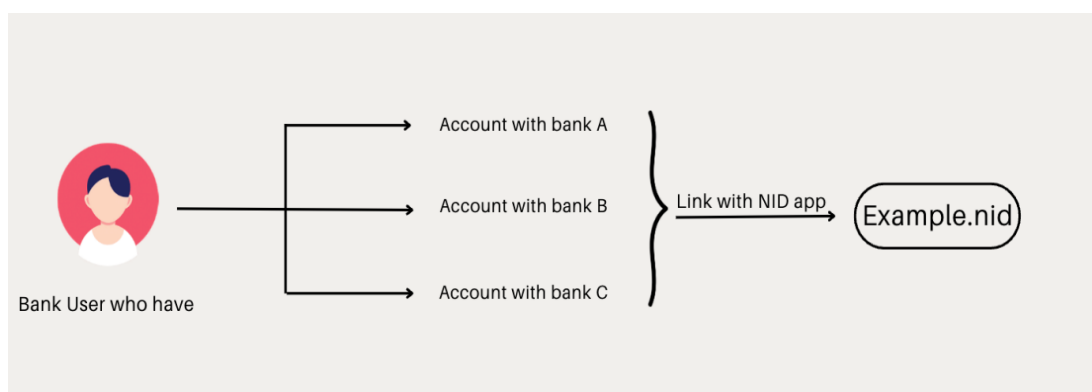 Account with bank A
Account with bank B
Link with NID app
Example.nid
Bank User who have
Account with bank C